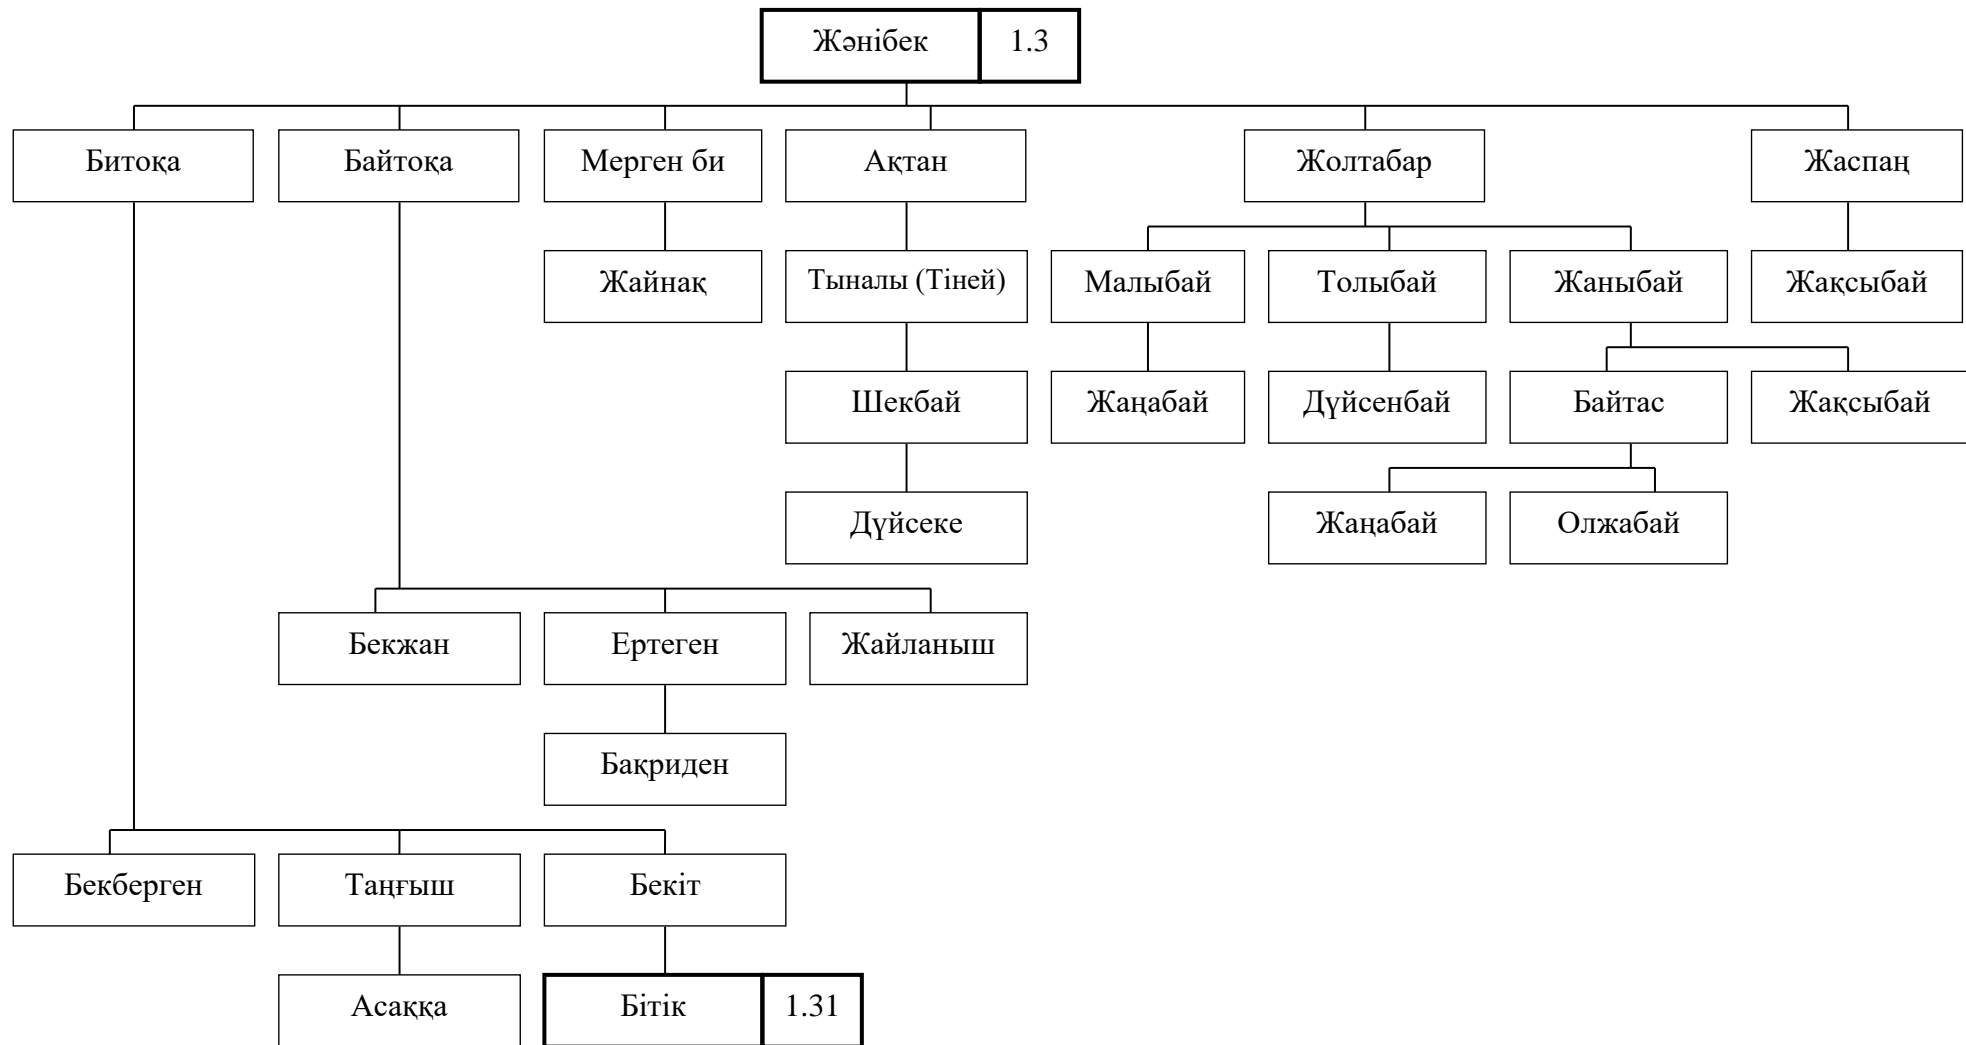 Жәнібек 1.3
Битоқа Байтоқа Мерген би Ақтан Жолтабар Жаспаң
Жайнақ Тыналы (Тіней) Малыбай Толыбай Жаныбай Жақсыбай
Шекбай Жаңабай Дүйсенбай Байтас Жақсыбай
Дүйсеке Жаңабай Олжабай
Бекжан Ертеген Жайланыш
Бақриден
Бекберген Таңғыш Бекіт
Асаққа Бітік 1.31